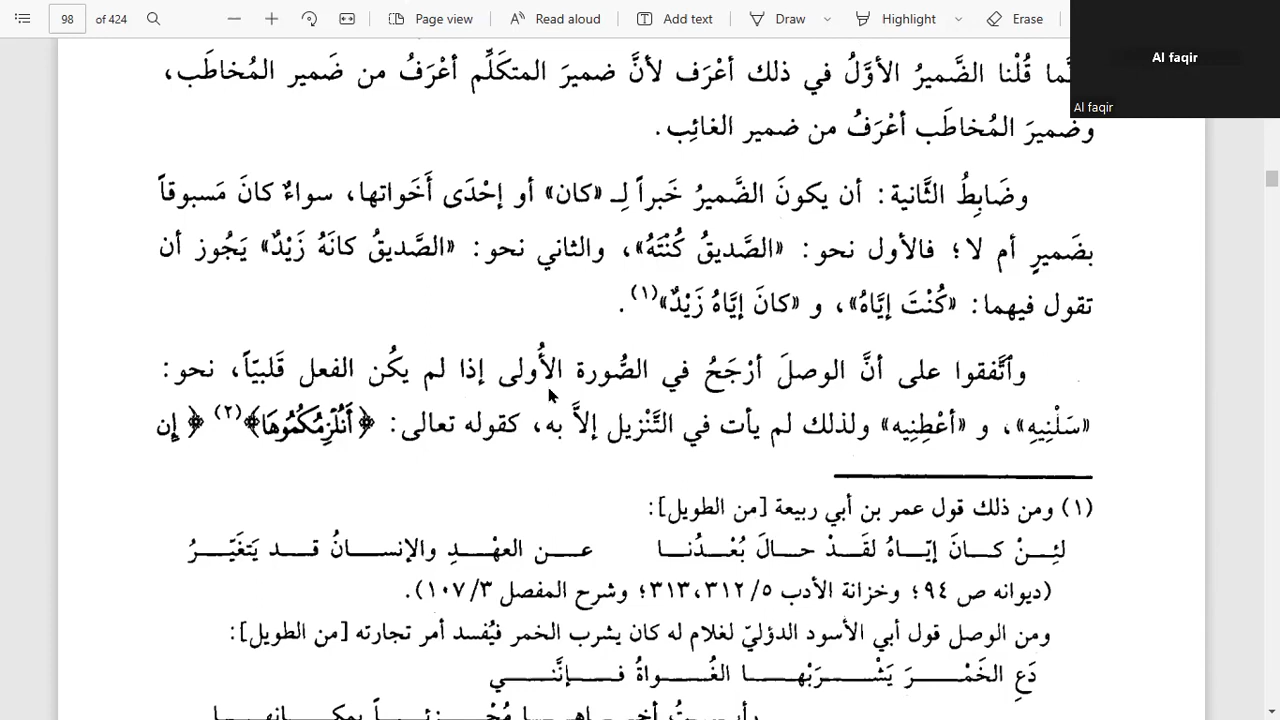 98 of 424 Page view Read aloud Add text Draw Highlight Erase
Al faqir
Al faqir
قُلْنا الضَّميرُ الأوَّلُ في ذلك أعْرَف لأنَّ ضميرَ المتكَلِّم أعْرَفُ من ضَمير المُخاطَب،
وضميرَ المُخاطَب أعْرَفُ من ضمير الغائِب.
وضَابِطُ الثَّانية: أن يكونَ الضَّميرُ خَبراً لِـ «كان» أو إحْدَى أَخَواتها، سواءٌ كانَ مَسبوقاً
بضَميرٍ أم لا؛ فالأول نحو: «الصَّديقُ كُنْتَهُ»، والثاني نحو: «الصَّديقُ كانَهُ زَيْدٌ» يَجُوز أن
تقول فيهما: «كُنْتَ إيَّاهُ»، و «كانَ إيَّاهُ زَيْدٌ»(١).
وٱتَّفقوا على أنَّ الوصلَ أرْجَحُ في الصُّورة الأُولى إذا لم يكُن الفعل قَلبيّاً، نحو:
«سَلْنِيهِ»، و «أعْطِنِيه» ولذلك لم يأت في التَّنْزيل إلاَّ به، كقوله تعالى: ﴿أَنُلْزِمُكُمُوهَا﴾(٢) ﴿إِن
(١) ومن ذلك قول عمر بن أبي ربيعة [من الطويل]:
لئِنْ كانَ إيّاهُ لقَدْ حالَ بُعْدُنا عن العهْدِ والإنسانُ قد يَتغَيّرُ
(ديوانه ص ٩٤؛ وخزانة الأدب ٥/ ٣١٢، ٣١٣؛ وشرح المفصل ٣/ ١٠٧).
ومن الوصل قول أبي الأسود الدؤليّ لغلام له كان يشرب الخمر فيُفسد أمر تجارته [من الطويل]:
دَعِ الخَمْرَ يَشْرَبْها الغُواةُ فإنَّني